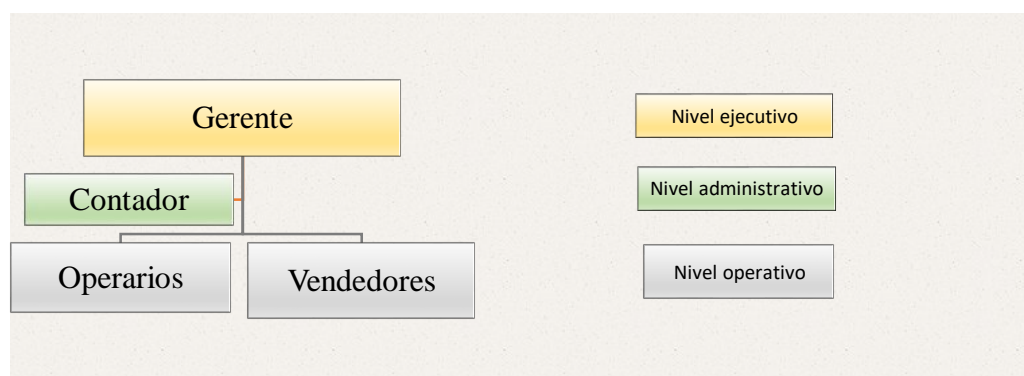 Gerente
Nivel ejecutivo
Contador
Nivel administrativo
Operarios
Vendedores
Nivel operativo